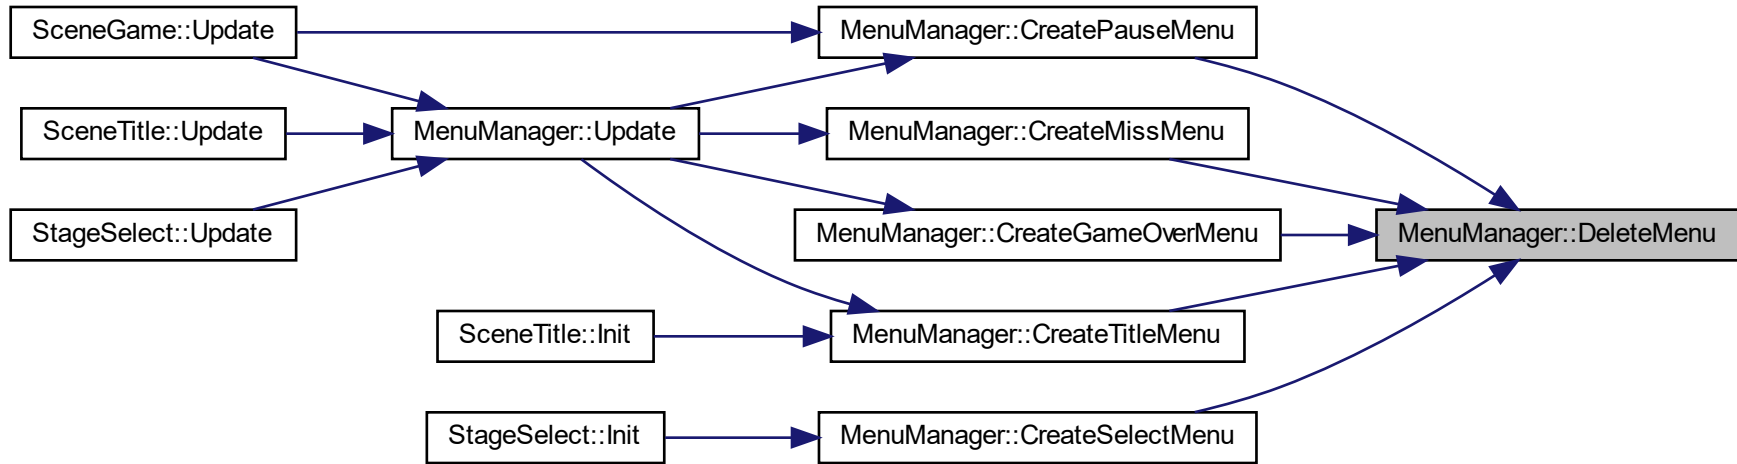 SceneGame::Update
MenuManager::CreatePauseMenu
SceneTitle::Update
MenuManager::Update
MenuManager::CreateMissMenu
StageSelect::Update
MenuManager::CreateGameOverMenu
MenuManager::DeleteMenu
SceneTitle::Init
MenuManager::CreateTitleMenu
StageSelect::Init
MenuManager::CreateSelectMenu